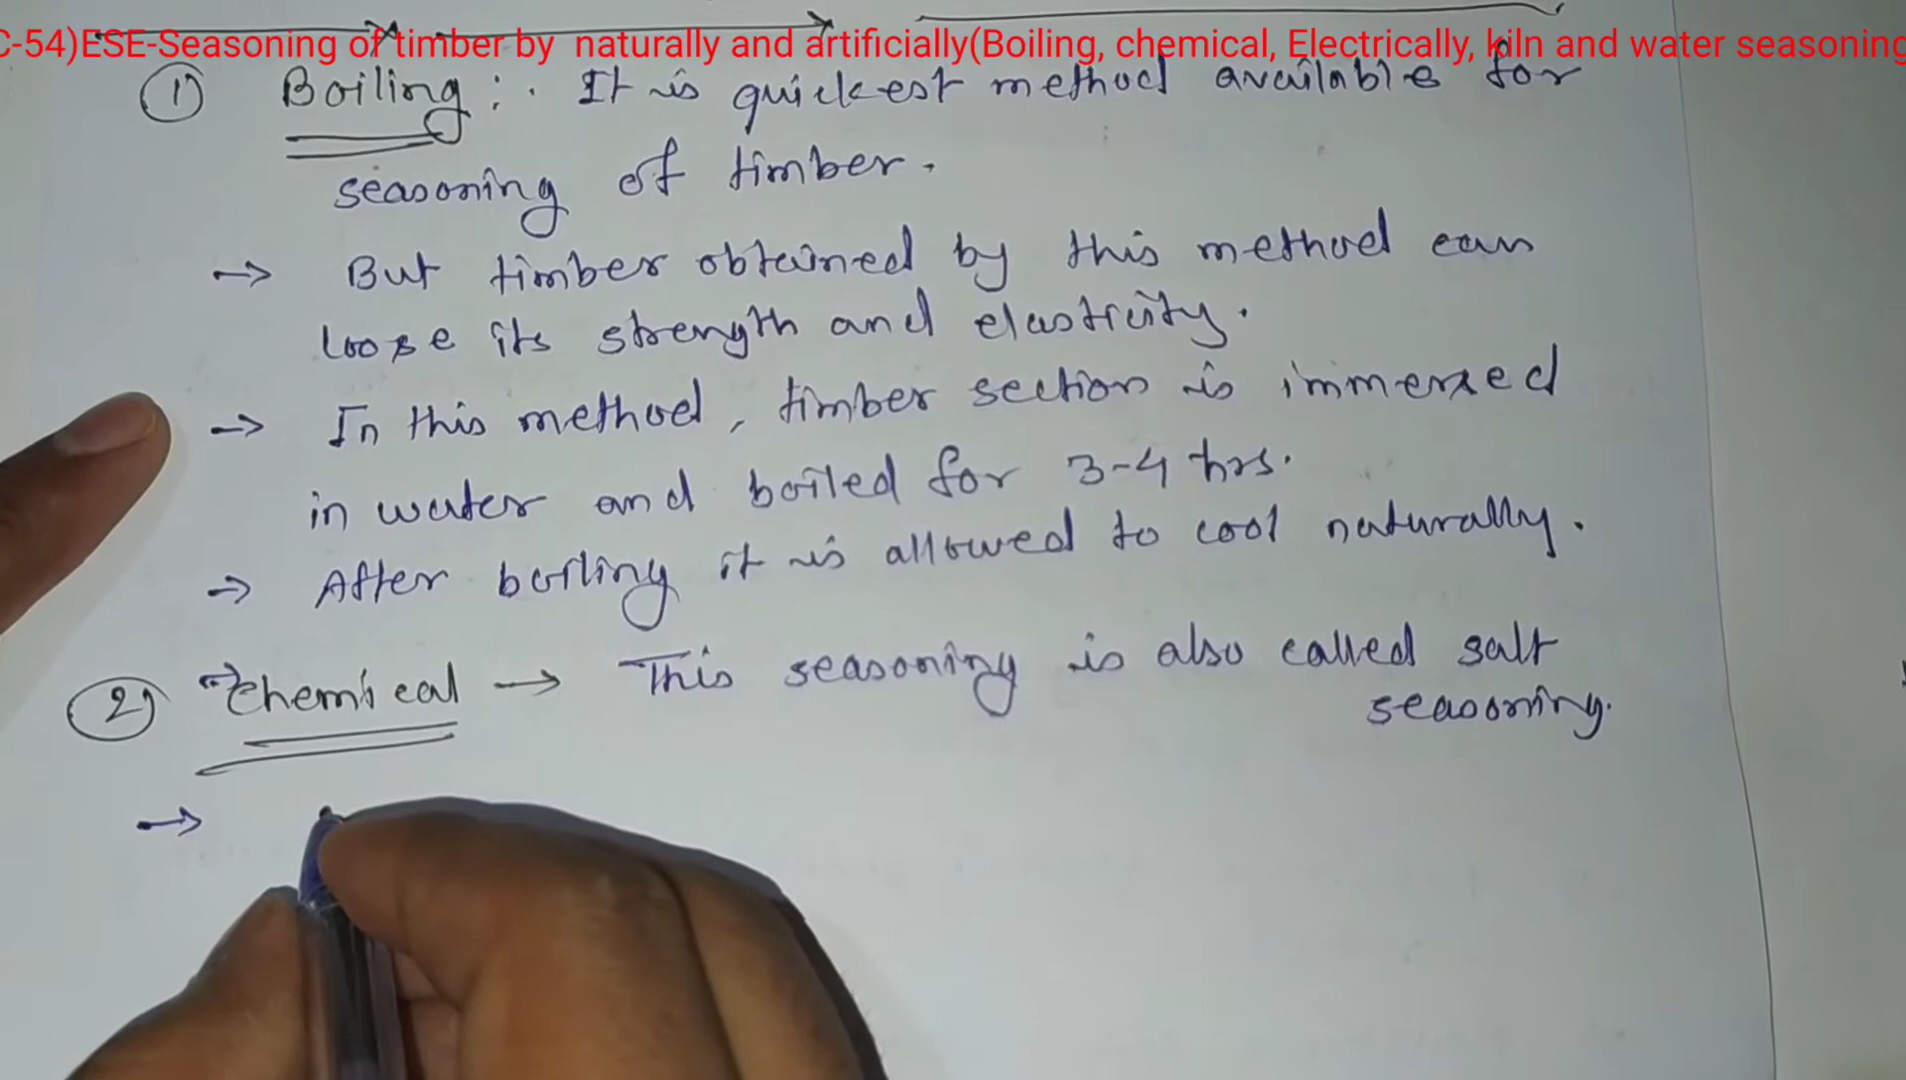 C-54)ESE-Seasoning of timber by naturally and artificially(Boiling, chemical, Electrically, kiln and water seasoning
1) Boiling :. It is quickest method available for
seasoning of timber.
→ But timber obtained by this method can
loose its strength and elasticity.
→ In this method, timber section is immersed
in water and boiled for 3-4 hrs.
→ After boiling it is allowed to cool naturally.
2) Chemical → This seasoning is also called salt
seasoning.
→